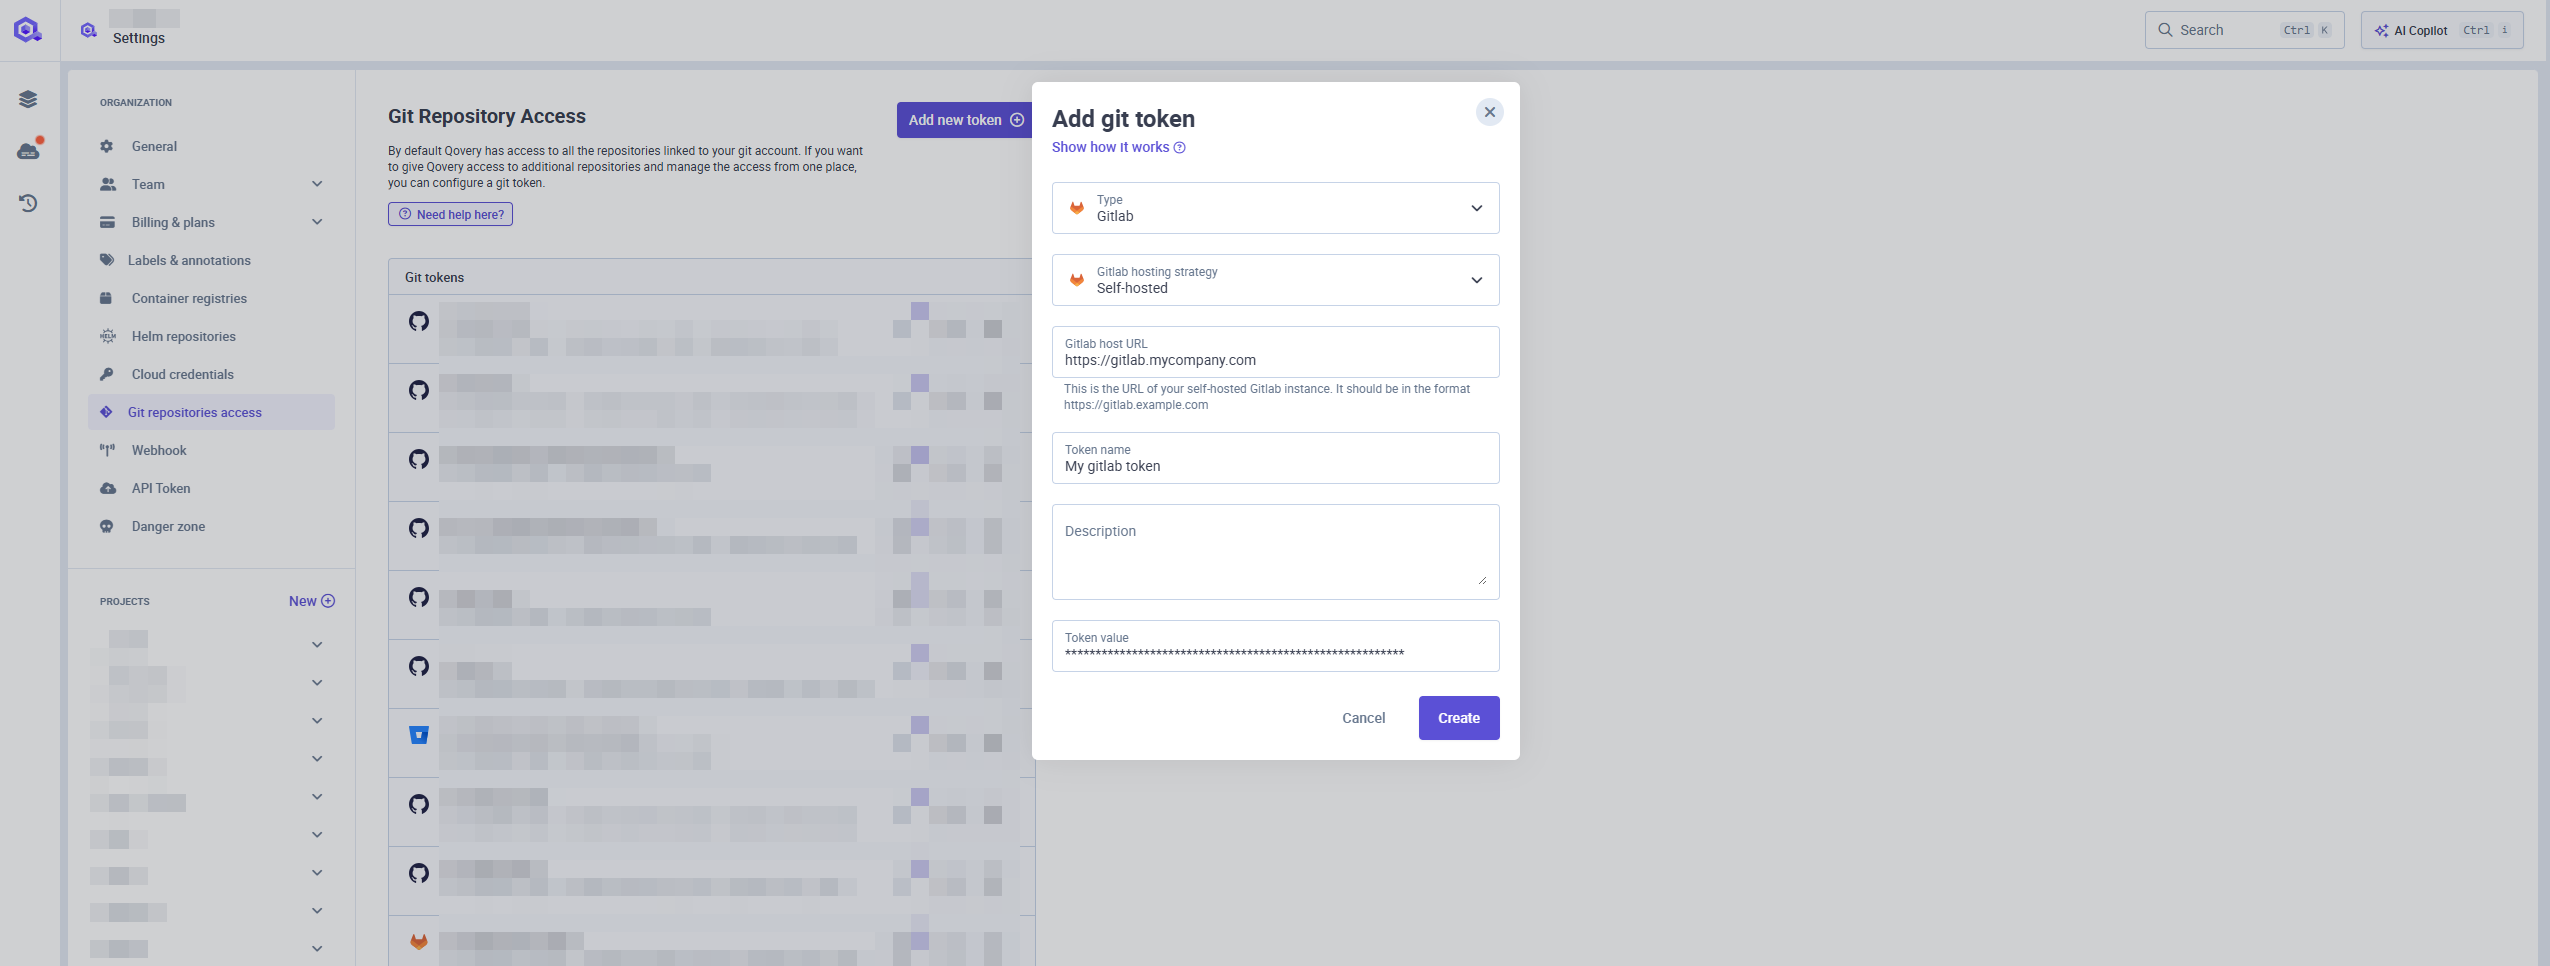 Settings
Search
Ctrl K
AI Copilot
Ctrl i
ORGANIZATION
General
Team
Billing & plans
Labels & annotations
Container registries
HELM
Helm repositories
Cloud credentials
Git repositories access
Webhook
API Token
Danger zone
PROJECTS
New
Git Repository Access
Add new token
By default Qovery has access to all the repositories linked to your git account. If you want
to give Qovery access to additional repositories and manage the access from one place,
you can configure a git token.
Need help here?
Git tokens
Add git token
Show how it works
Type
Gitlab
Gitlab hosting strategy
Self-hosted
Gitlab host URL
https://gitlab.mycompany.com
This is the URL of your self-hosted Gitlab instance. It should be in the format
https://gitlab.example.com
Token name
My gitlab token
Description
Token value
********************************************************
Cancel
Create